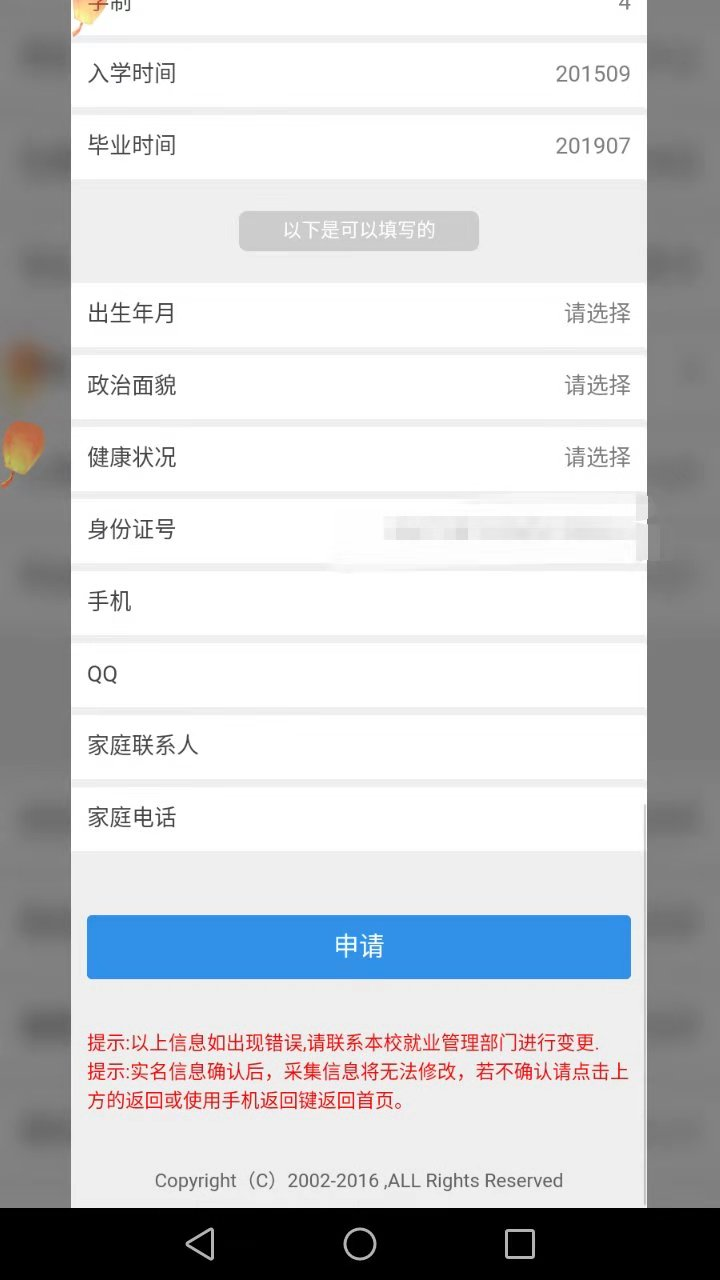 学制 4
入学时间 201509
毕业时间 201907
以下是可以填写的
出生年月 请选择
政治面貌 请选择
健康状况 请选择
身份证号
手机
QQ
家庭联系人
家庭电话
申请
提示:以上信息如出现错误,请联系本校就业管理部门进行变更.
提示:实名信息确认后，采集信息将无法修改，若不确认请点击上
方的返回或使用手机返回键返回首页。
Copyright（C）2002-2016 ,ALL Rights Reserved